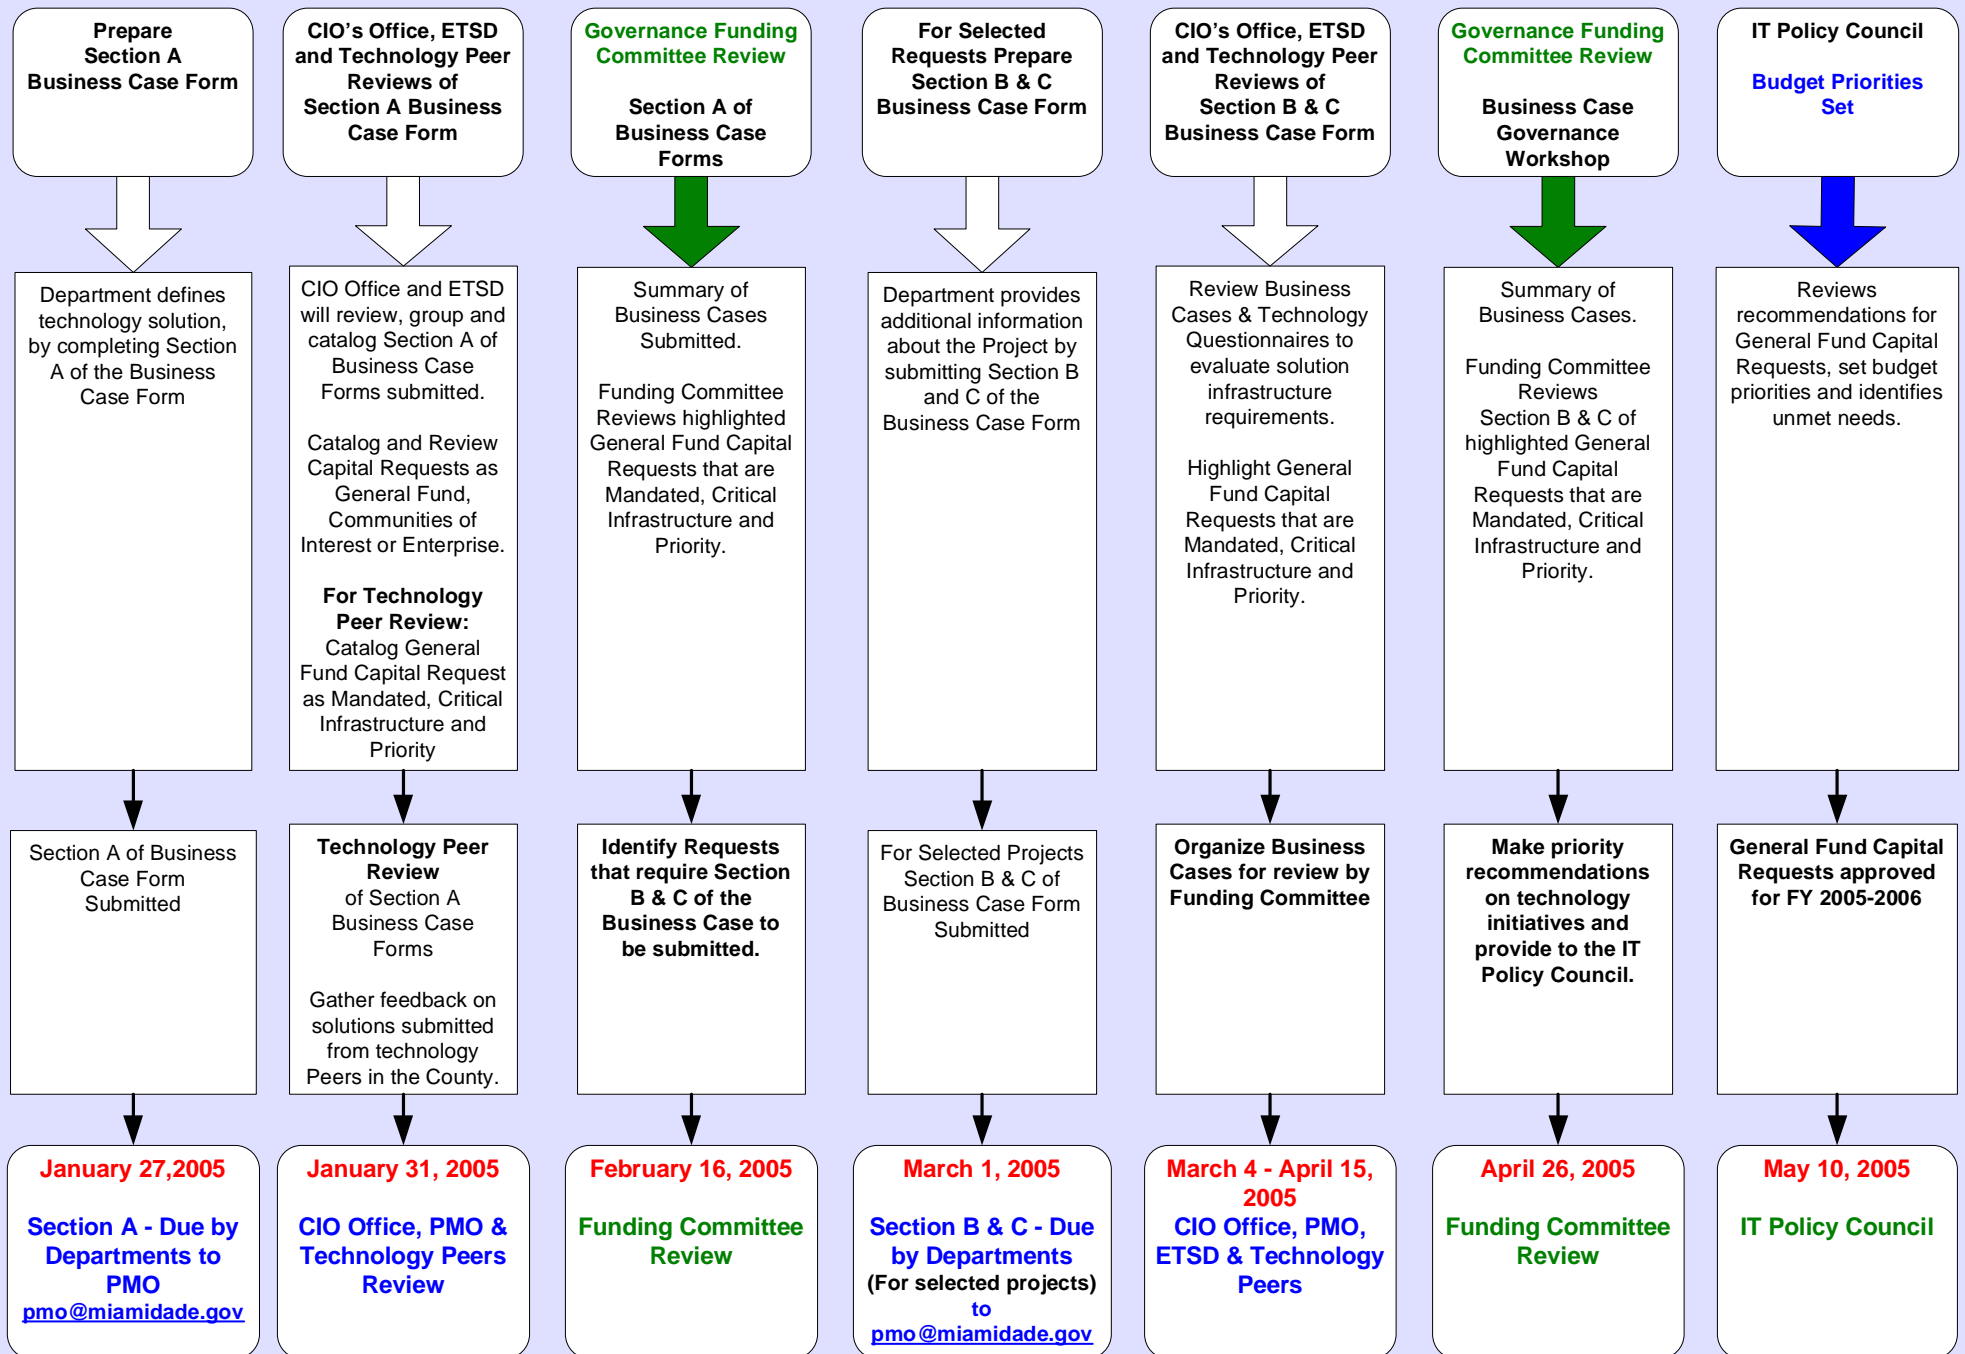 Prepare
Section A
Business Case Form
CIO's Office, ETSD
and Technology Peer
Reviews of
Section A Business
Case Form
Governance Funding
Committee Review
Section A of
Business Case
Forms
For Selected
Requests Prepare
Section B & C
Business Case Form
CIO's Office, ETSD
and Technology Peer
Reviews of
Section B & C
Business Case Form
Governance Funding
Committee Review
Business Case
Governance
Workshop
IT Policy Council
Budget Priorities
Set
Department defines
technology solution,
by completing Section
A of the Business
Case Form
CIO Office and ETSD
will review, group and
catalog Section A of
Business Case
Forms submitted.
Catalog and Review
Capital Requests as
General Fund,
Communities of
Interest or Enterprise.
For Technology
Peer Review:
Catalog General
Fund Capital Request
as Mandated, Critical
Infrastructure and
Priority
Summary of
Business Cases
Submitted.
Funding Committee
Reviews highlighted
General Fund Capital
Requests that are
Mandated, Critical
Infrastructure and
Priority.
Department provides
additional information
about the Project by
submitting Section B
and C of the
Business Case Form
Review Business
Cases & Technology
Questionnaires to
evaluate solution
infrastructure
requirements.
Highlight General
Fund Capital
Requests that are
Mandated, Critical
Infrastructure and
Priority.
Summary of
Business Cases.
Funding Committee
Reviews
Section B & C of
highlighted General
Fund Capital
Requests that are
Mandated, Critical
Infrastructure and
Priority.
Reviews
recommendations for
General Fund Capital
Requests, set budget
priorities and identifies
unmet needs.
Section A of Business
Case Form
Submitted
Technology Peer
Review
of Section A
Business Case
Forms
Gather feedback on
solutions submitted
from technology
Peers in the County.
Identify Requests
that require Section
B & C of the
Business Case to
be submitted.
For Selected Projects
Section B & C of
Business Case Form
Submitted
Organize Business
Cases for review by
Funding Committee
Make priority
recommendations
on technology
initiatives and
provide to the IT
Policy Council.
General Fund Capital
Requests approved
for FY 2005-2006
January 27,2005
Section A - Due by
Departments to
PMO
pmo@miamidade.gov
January 31, 2005
CIO Office, PMO &
Technology Peers
Review
February 16, 2005
Funding Committee
Review
March 1, 2005
Section B & C - Due
by Departments
(For selected projects)
to
pmo@miamidade.gov
March 4 - April 15,
2005
CIO Office, PMO,
ETSD & Technology
Peers
April 26, 2005
Funding Committee
Review
May 10, 2005
IT Policy Council